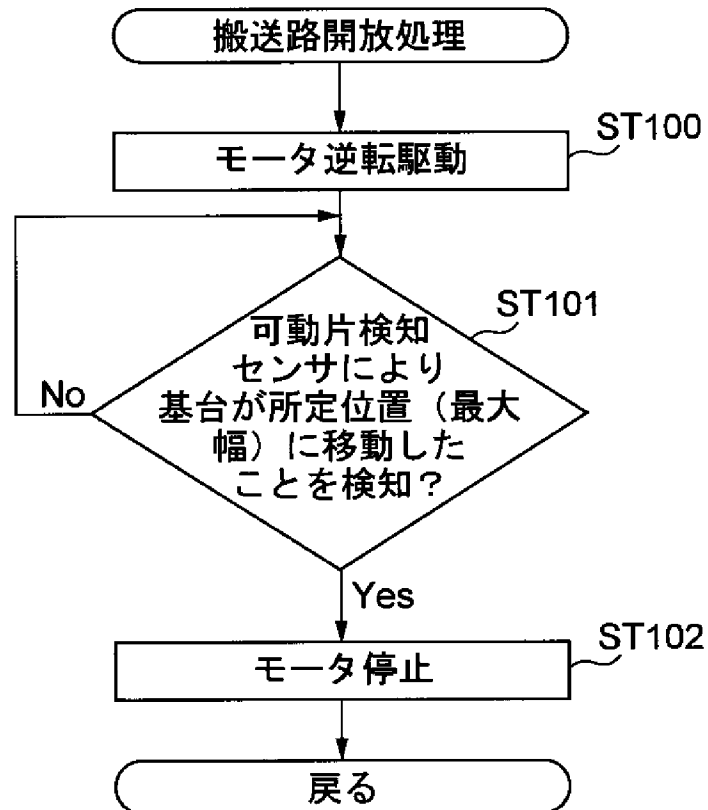 搬送路開放処理
ST100
モータ逆転駆動
ST101
可動片検知
センサにより
基台が所定位置（最大
幅）に移動した
ことを検知？
No
Yes
ST102
モータ停止
戻る